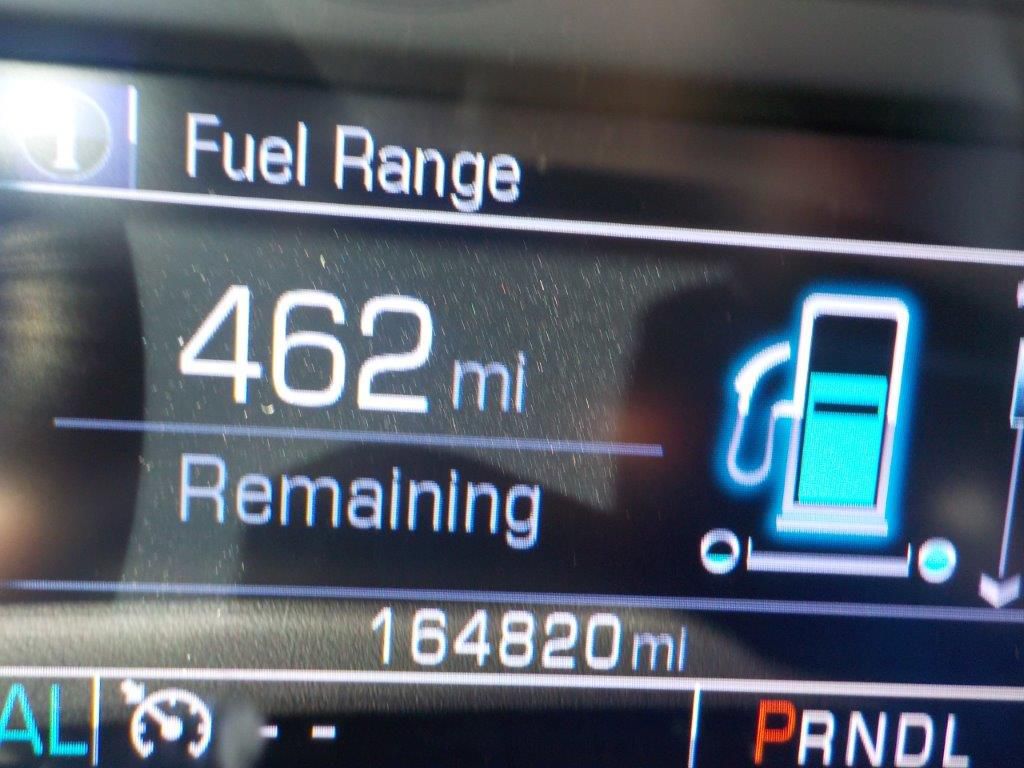 Fuel Range
462 mi
Remaining
164820 mi
AL - - PRNDL